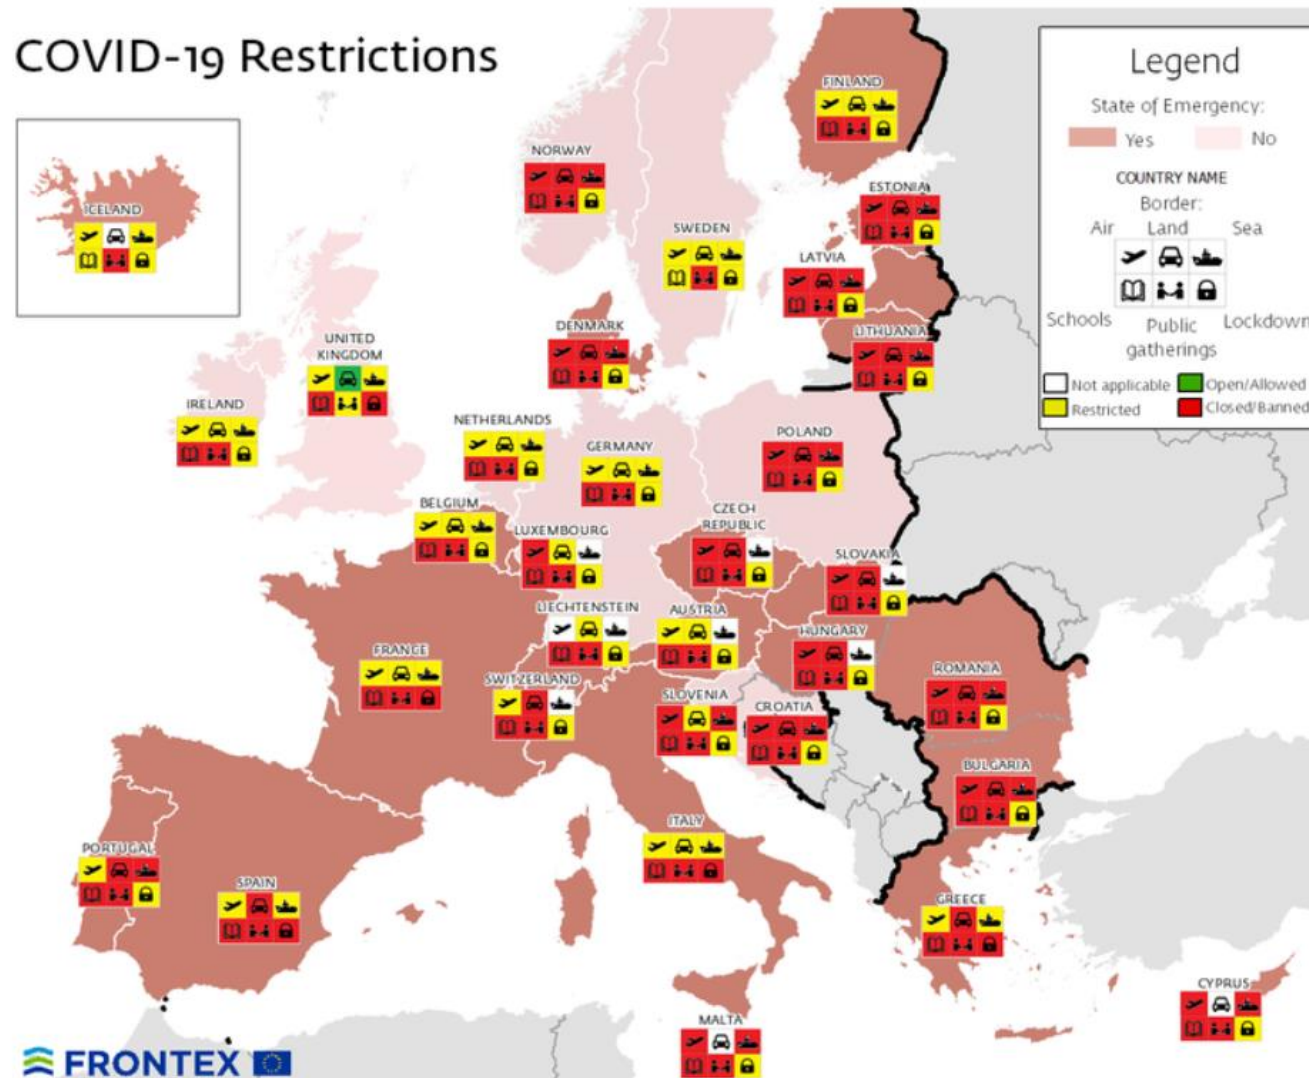 COVID-19 Restrictions
Legend
State of Emergency:
Yes
No
COUNTRY NAME
Border:
Air
Land
Sea
Schools
Public
gatherings
Lockdown
Not applicable
Open/Allowed
Restricted
Closed/Banned
FINLAND
NORWAY
ESTONIA
ICELAND
SWEDEN
LATVIA
DENMARK
LITHUANIA
UNITED
KINGDOM
IRELAND
NETHERLANDS
GERMANY
POLAND
BELGIUM
LUXEMBOURG
CZECH
REPUBLIC
SLOVAKIA
LIECHTENSTEIN
AUSTRIA
HUNGARY
FRANCE
SWITZERLAND
SLOVENIA
CROATIA
ROMANIA
BULGARIA
ITALY
PORTUGAL
SPAIN
GREECE
CYPRUS
MALTA
FRONTEX